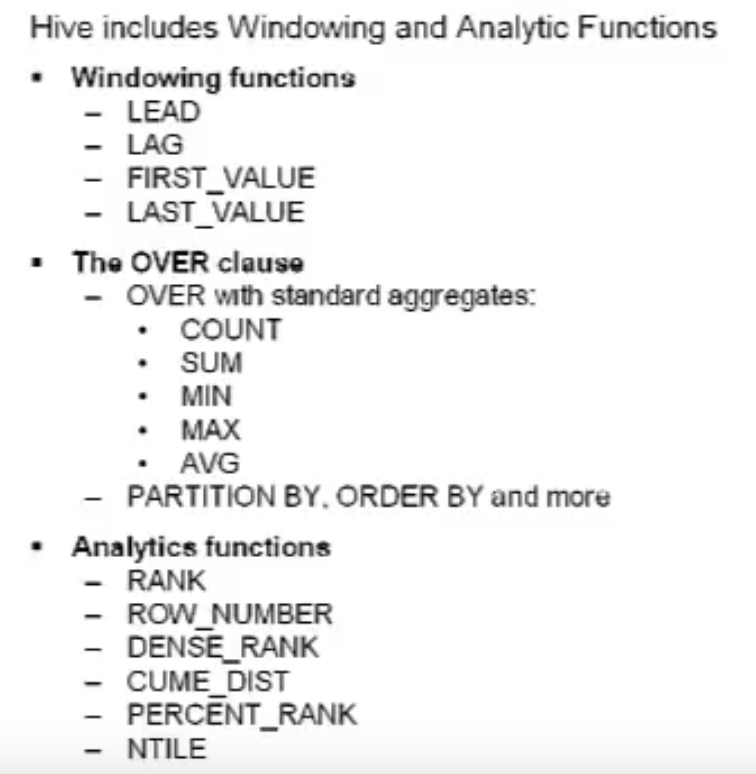 Hive includes Windowing and Analytic Functions
▪ Windowing functions
– LEAD
– LAG
– FIRST_VALUE
– LAST_VALUE
▪ The OVER clause
– OVER with standard aggregates:
• COUNT
• SUM
• MIN
• MAX
• AVG
– PARTITION BY, ORDER BY and more
▪ Analytics functions
– RANK
– ROW_NUMBER
– DENSE_RANK
– CUME_DIST
– PERCENT_RANK
– NTILE